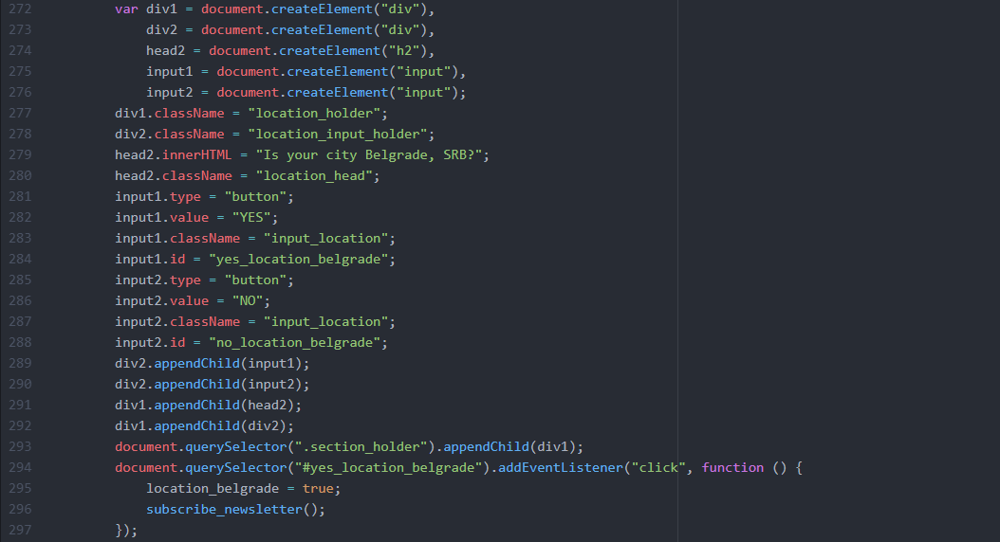 272 var div1 = document.createElement("div"),
273 div2 = document.createElement("div"),
274 head2 = document.createElement("h2"),
275 input1 = document.createElement("input"),
276 input2 = document.createElement("input");
277 div1.className = "location_holder";
278 div2.className = "location_input_holder";
279 head2.innerHTML = "Is your city Belgrade, SRB?";
280 head2.className = "location_head";
281 input1.type = "button";
282 input1.value = "YES";
283 input1.className = "input_location";
284 input1.id = "yes_location_belgrade";
285 input2.type = "button";
286 input2.value = "NO";
287 input2.className = "input_location";
288 input2.id = "no_location_belgrade";
289 div2.appendChild(input1);
290 div2.appendChild(input2);
291 div1.appendChild(head2);
292 div1.appendChild(div2);
293 document.querySelector(".section_holder").appendChild(div1);
294 document.querySelector("#yes_location_belgrade").addEventListener("click", function () {
295 location_belgrade = true;
296 subscribe_newsletter();
297 });